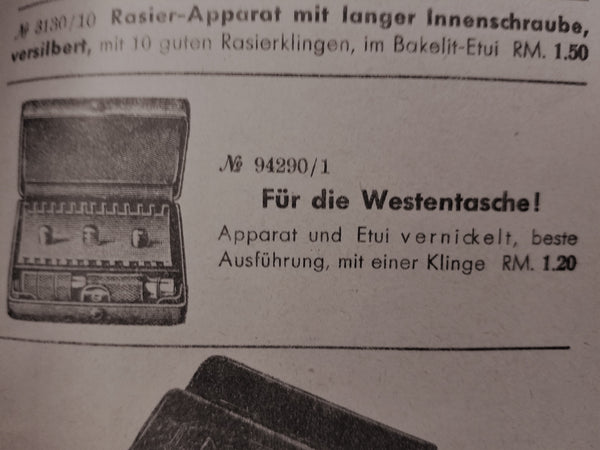 № 3130/10 Rasier-Apparat mit langer Innenschraube,
versilbert, mit 10 guten Rasierklingen, im Bakelit-Etui RM. 1.50
№ 94290/1
Für die Westentasche!
Apparat und Etui vernickelt, beste
Ausführung, mit einer Klinge RM. 1.20